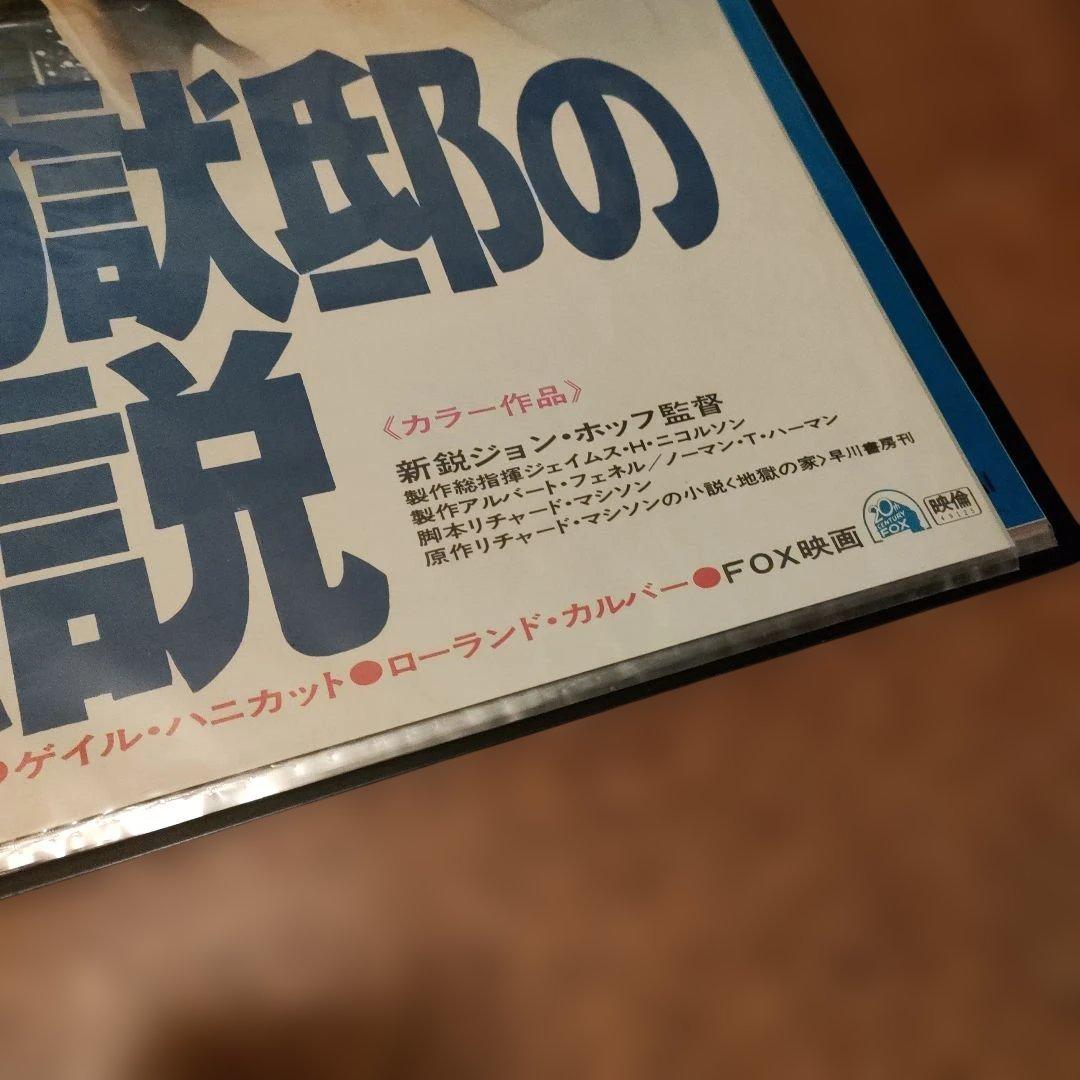 獄邸の
説
《カラー作品》
新鋭ジョン・ホッフ監督
製作総指揮ジェイムス・H・ニコルソン
製作アルバート・フェネル/ノーマン・T・ハーマン
脚本リチャード・マシソン
原作リチャード・マシソンの小説<地獄の家>早川書房刊
●ゲイル・ハニカット●ローランド・カルバー●FOX映画
20th
CENTURY
FOX
映倫